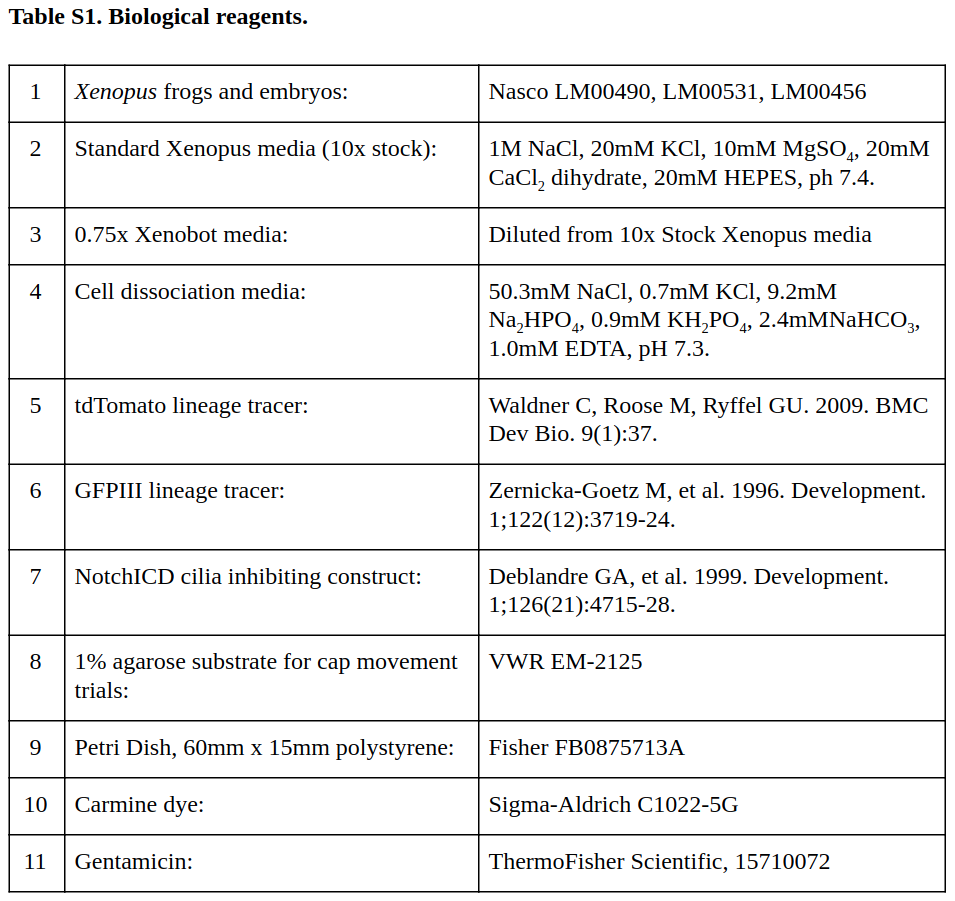 Table S1. Biological reagents.
1 Xenopus frogs and embryos: Nasco LM00490, LM00531, LM00456
2 Standard Xenopus media (10x stock): 1M NaCl, 20mM KCl, 10mM MgSO4, 20mM
CaCl2 dihydrate, 20mM HEPES, ph 7.4.
3 0.75x Xenobot media: Diluted from 10x Stock Xenopus media
4 Cell dissociation media: 50.3mM NaCl, 0.7mM KCl, 9.2mM
Na2HPO4, 0.9mM KH2PO4, 2.4mMNaHCO3,
1.0mM EDTA, pH 7.3.
5 tdTomato lineage tracer: Waldner C, Roose M, Ryffel GU. 2009. BMC
Dev Bio. 9(1):37.
6 GFPIII lineage tracer: Zernicka-Goetz M, et al. 1996. Development.
1;122(12):3719-24.
7 NotchICD cilia inhibiting construct: Deblandre GA, et al. 1999. Development.
1;126(21):4715-28.
8 1% agarose substrate for cap movement VWR EM-2125
trials:
9 Petri Dish, 60mm x 15mm polystyrene: Fisher FB0875713A
10 Carmine dye: Sigma-Aldrich C1022-5G
11 Gentamicin: ThermoFisher Scientific, 15710072